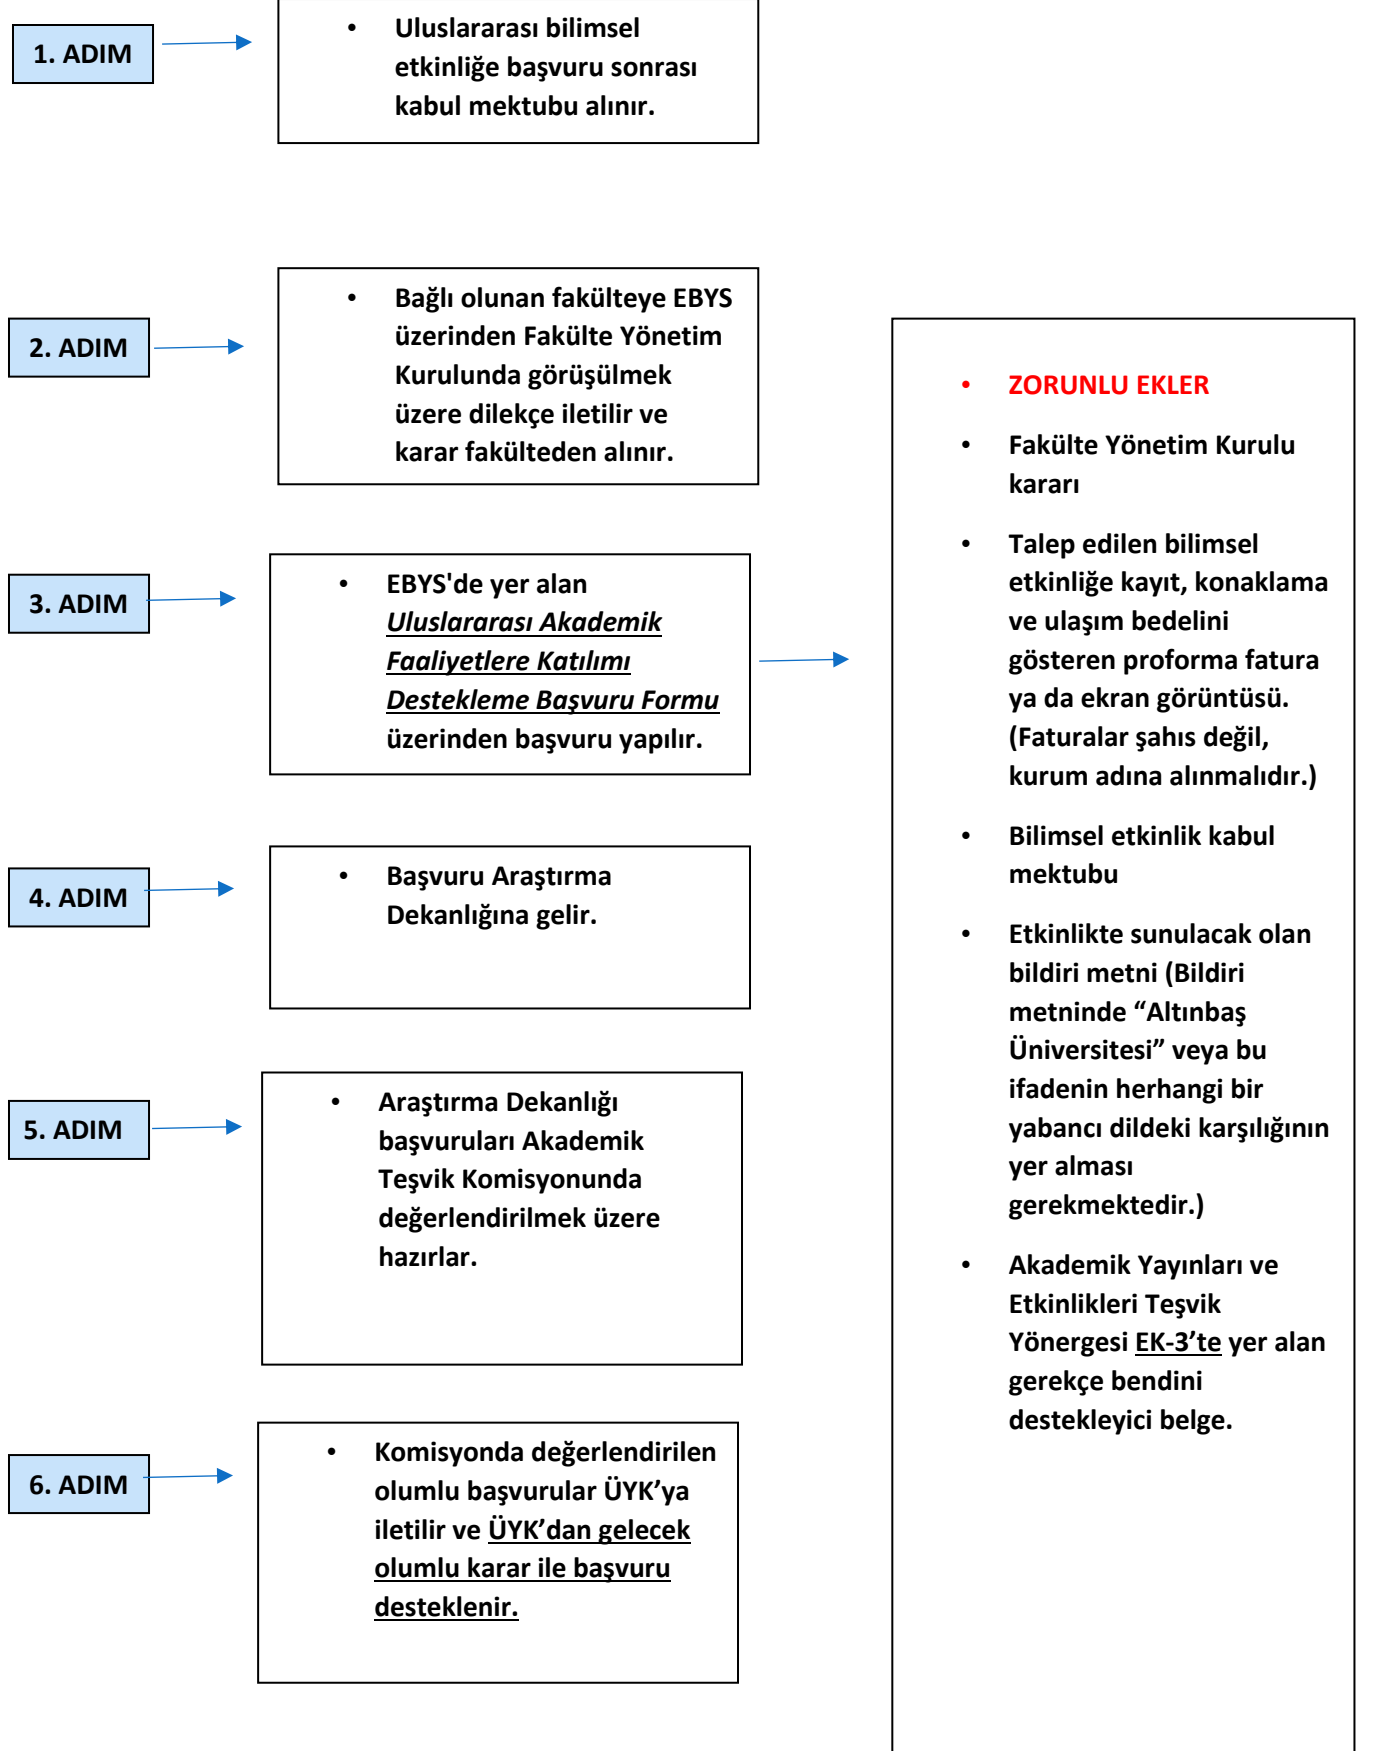 1. ADIM
• Uluslararası bilimsel
etkinliğe başvuru sonrası
kabul mektubu alınır.
2. ADIM
• Bağlı olunan fakülteye EBYS
üzerinden Fakülte Yönetim
Kurulunda görüşülmek
üzere dilekçe iletilir ve
karar fakülteden alınır.
3. ADIM
• EBYS'de yer alan
Uluslararası Akademik
Faaliyetlere Katılımı
Destekleme Başvuru Formu
üzerinden başvuru yapılır.
• ZORUNLU EKLER
• Fakülte Yönetim Kurulu
kararı
• Talep edilen bilimsel
etkinliğe kayıt, konaklama
ve ulaşım bedelini
gösteren proforma fatura
ya da ekran görüntüsü.
(Faturalar şahıs değil,
kurum adına alınmalıdır.)
• Bilimsel etkinlik kabul
mektubu
• Etkinlikte sunulacak olan
bildiri metni (Bildiri
metninde “Altınbaş
Üniversitesi” veya bu
ifadenin herhangi bir
yabancı dildeki karşılığının
yer alması
gerekmektedir.)
• Akademik Yayınları ve
Etkinlikleri Teşvik
Yönergesi EK-3’te yer alan
gerekçe bendini
destekleyici belge.
4. ADIM
• Başvuru Araştırma
Dekanlığına gelir.
5. ADIM
• Araştırma Dekanlığı
başvuruları Akademik
Teşvik Komisyonunda
değerlendirilmek üzere
hazırlar.
6. ADIM
• Komisyonda değerlendirilen
olumlu başvurular ÜYK’ya
iletilir ve ÜYK’dan gelecek
olumlu karar ile başvuru
desteklenir.